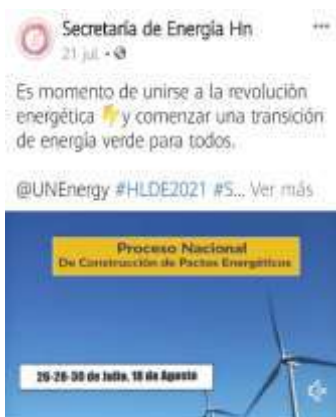 Secretaría de Energía Hn
21 jul.
Es momento de unirse a la revolución
energética y comenzar una transición
de energía verde para todos.
@UNEnergy #HLDE2021 #S... Ver más
Proceso Nacional
De Construcción de Pactos Energéticos
26-28-30 de Julio, 18 de Agosto